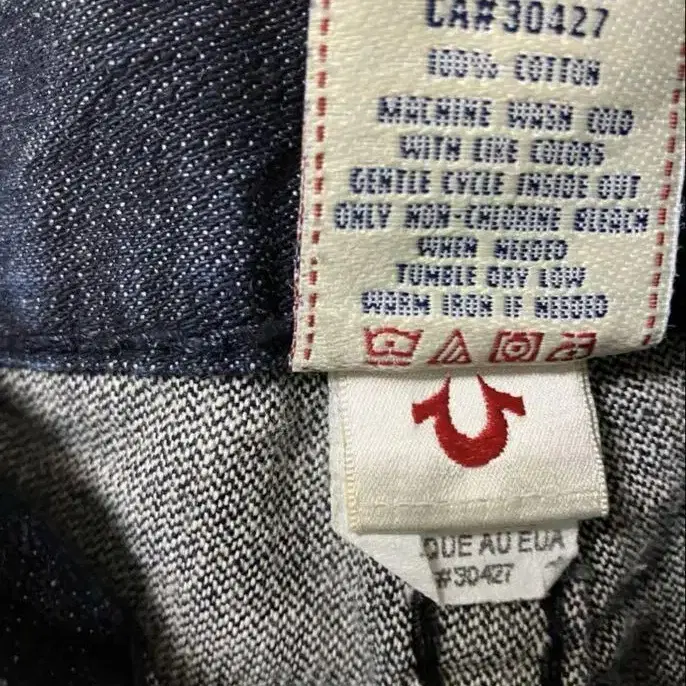 CA#30427
100% COTTON
MACHINE WASH COLD
WITH LIKE COLORS
GENTLE CYCLE INSIDE OUT
ONLY NON-CHLORINE BLEACH
WHEN NEEDED
TUMBLE DRY LOW
WARM IRON IF NEEDED
QUE AU EUA
#30427